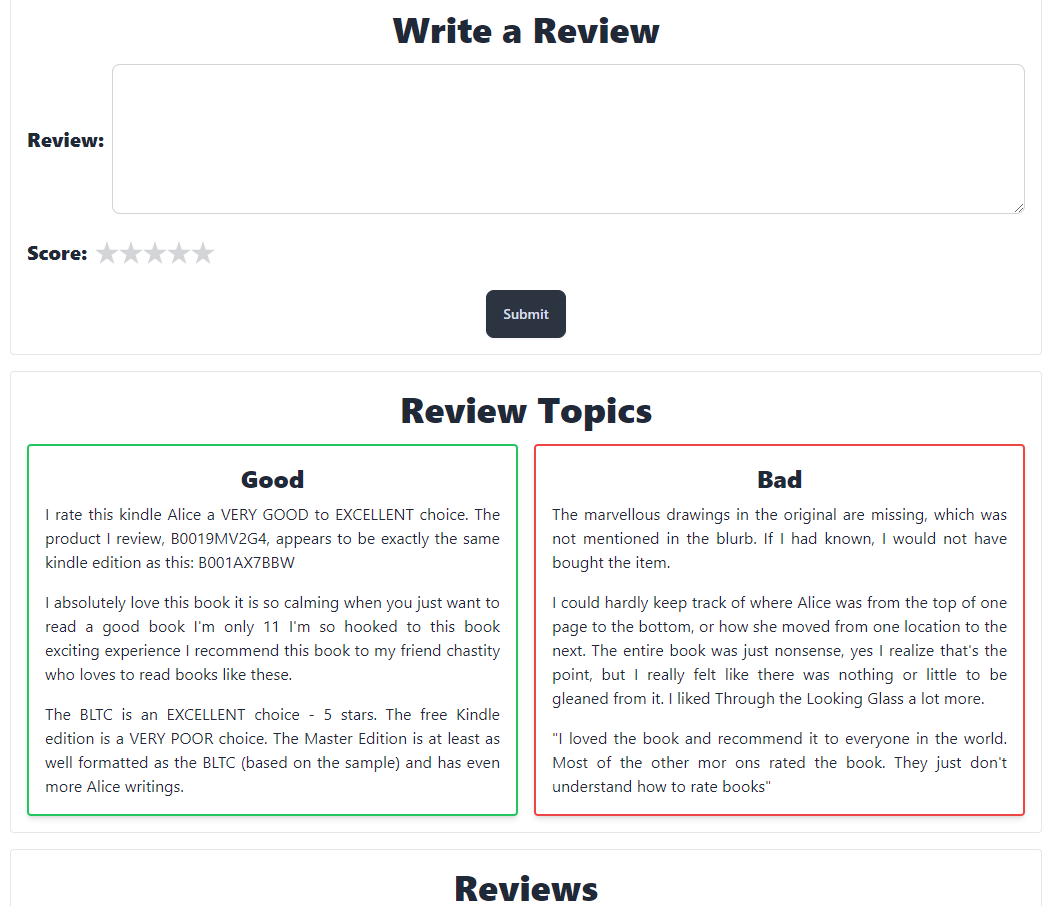 Write a Review
Review:
Score:
Submit
Review Topics
Good
I rate this kindle Alice a VERY GOOD to EXCELLENT choice. The
product I review, B0019MV2G4, appears to be exactly the same
kindle edition as this: B001AX7BBW
I absolutely love this book it is so calming when you just want to
read a good book I'm only 11 I'm so hooked to this book
exciting experience I recommend this book to my friend chastity
who loves to read books like these.
The BLTC is an EXCELLENT choice - 5 stars. The free Kindle
edition is a VERY POOR choice. The Master Edition is at least as
well formatted as the BLTC (based on the sample) and has even
more Alice writings.
Bad
The marvellous drawings in the original are missing, which was
not mentioned in the blurb. If I had known, I would not have
bought the item.
I could hardly keep track of where Alice was from the top of one
page to the bottom, or how she moved from one location to the
next. The entire book was just nonsense, yes I realize that's the
point, but I really felt like there was nothing or little to be
gleaned from it. I liked Through the Looking Glass a lot more.
"I loved the book and recommend it to everyone in the world.
Most of the other mor ons rated the book. They just don't
understand how to rate books"
Reviews